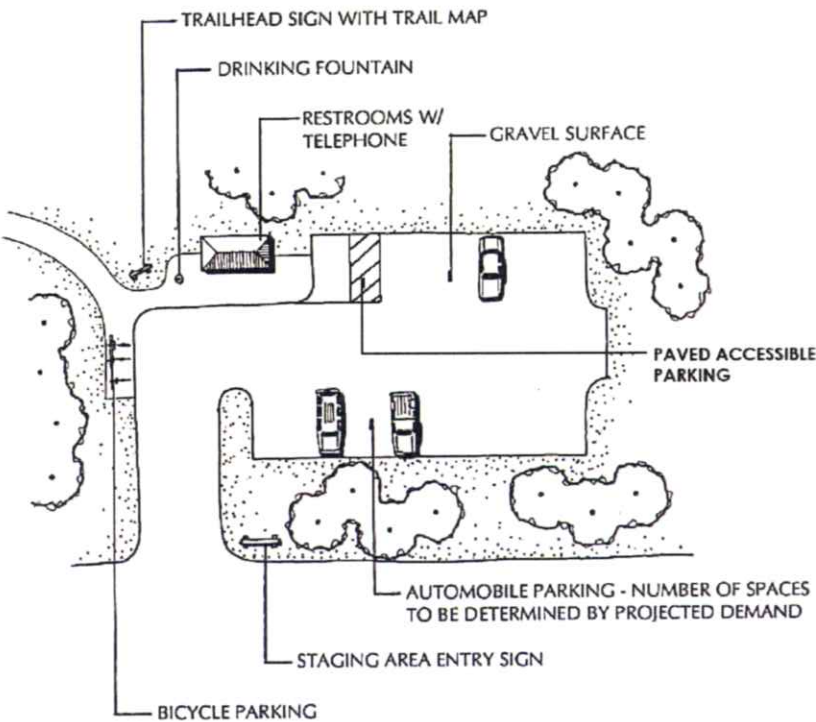 TRAILHEAD SIGN WITH TRAIL MAP
DRINKING FOUNTAIN
RESTROOMS W/
TELEPHONE
GRAVEL SURFACE
PAVED ACCESSIBLE
PARKING
AUTOMOBILE PARKING - NUMBER OF SPACES
TO BE DETERMINED BY PROJECTED DEMAND
STAGING AREA ENTRY SIGN
BICYCLE PARKING